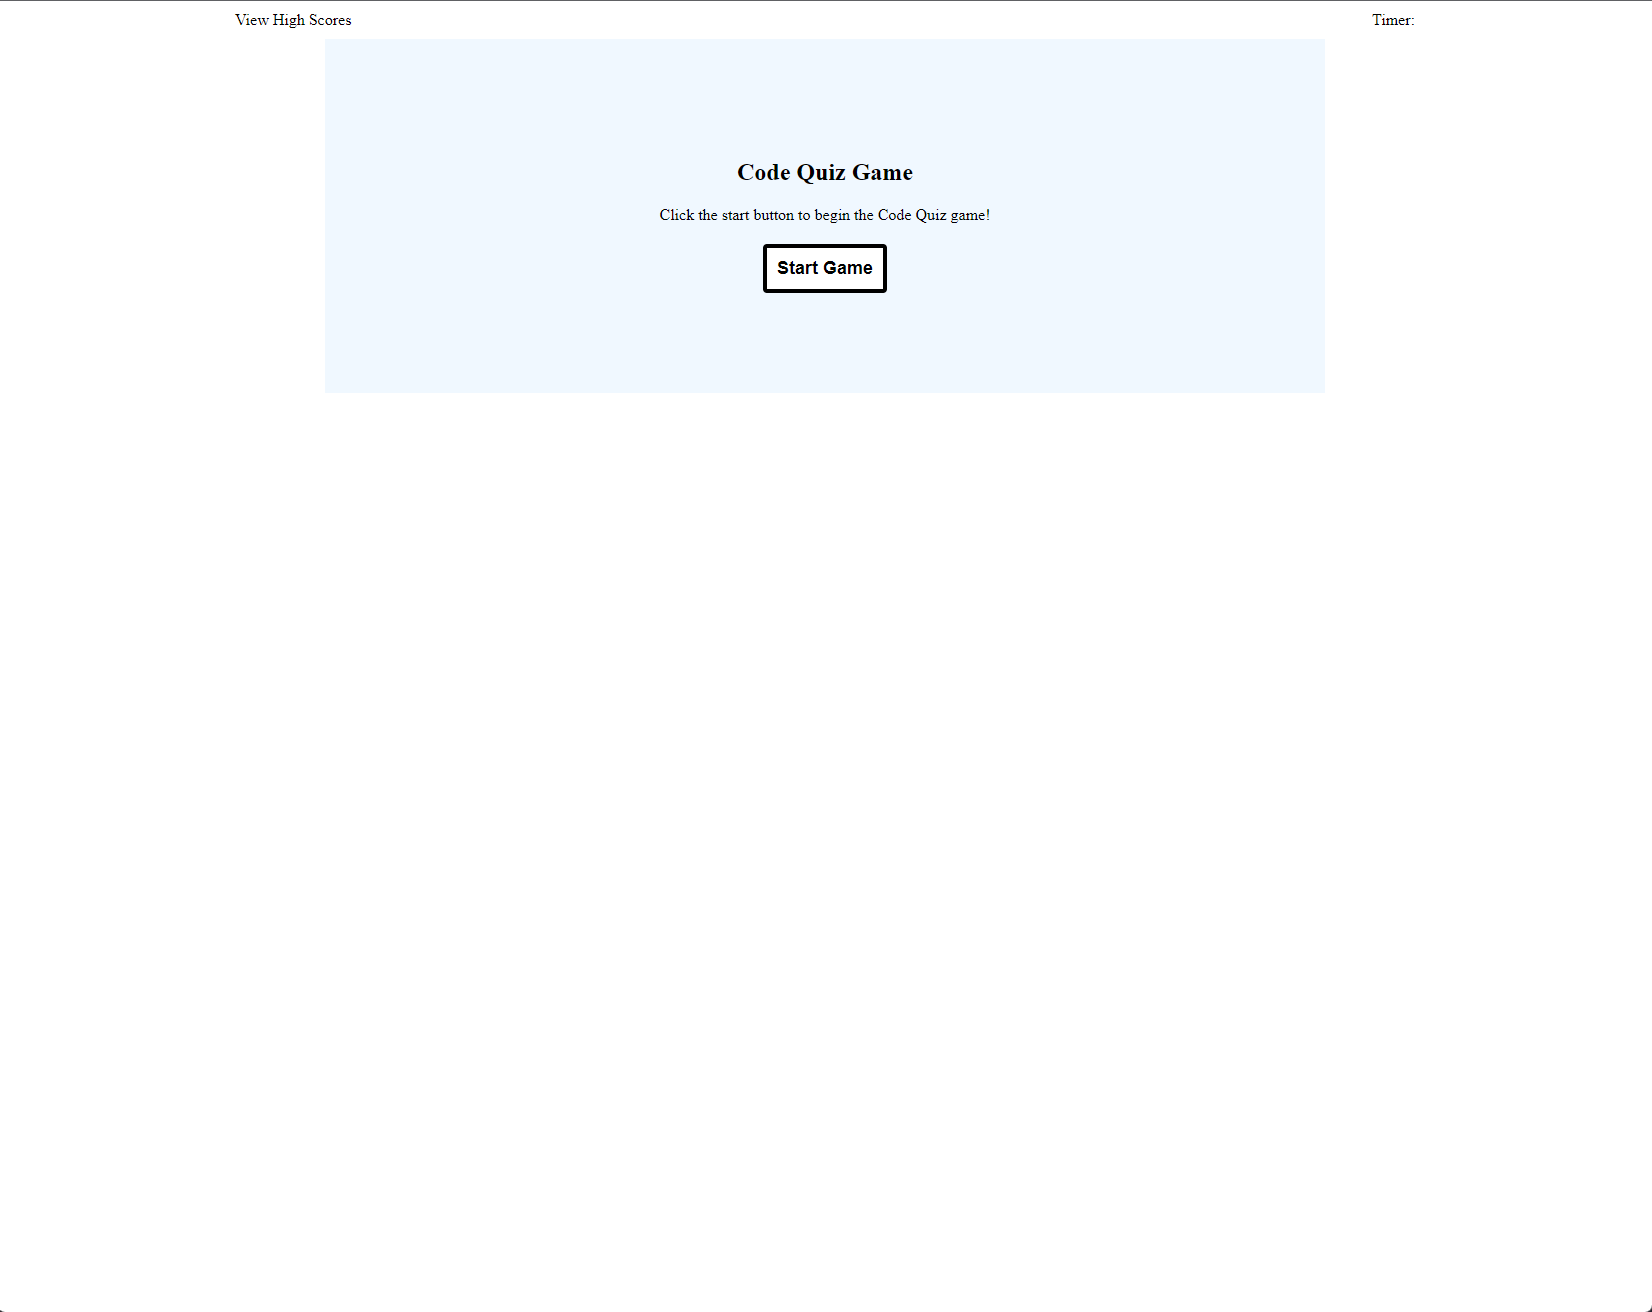 View High Scores
Timer:
Code Quiz Game
Click the start button to begin the Code Quiz game!
Start Game